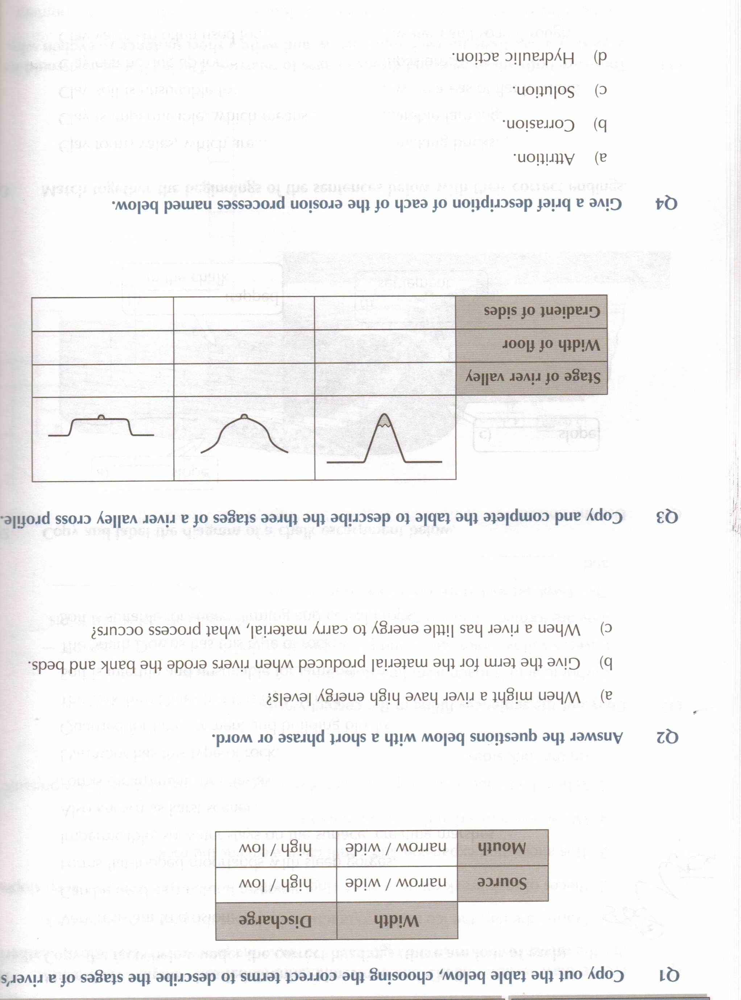 Q1 Copy out the table below, choosing the correct terms to describe the stages of a river's
Width Discharge
Source narrow / wide high / low
Mouth narrow / wide high / low
Q2 Answer the questions below with a short phrase or word.
a) When might a river have high energy levels?
b) Give the term for the material produced when rivers erode the bank and beds.
c) When a river has little energy to carry material, what process occurs?
Q3 Copy and complete the table to describe the three stages of a river valley cross profile.
Stage of river valley
Width of floor
Gradient of sides
Q4 Give a brief description of each of the erosion processes named below.
a) Attrition.
b) Corrasion.
c) Solution.
d) Hydraulic action.